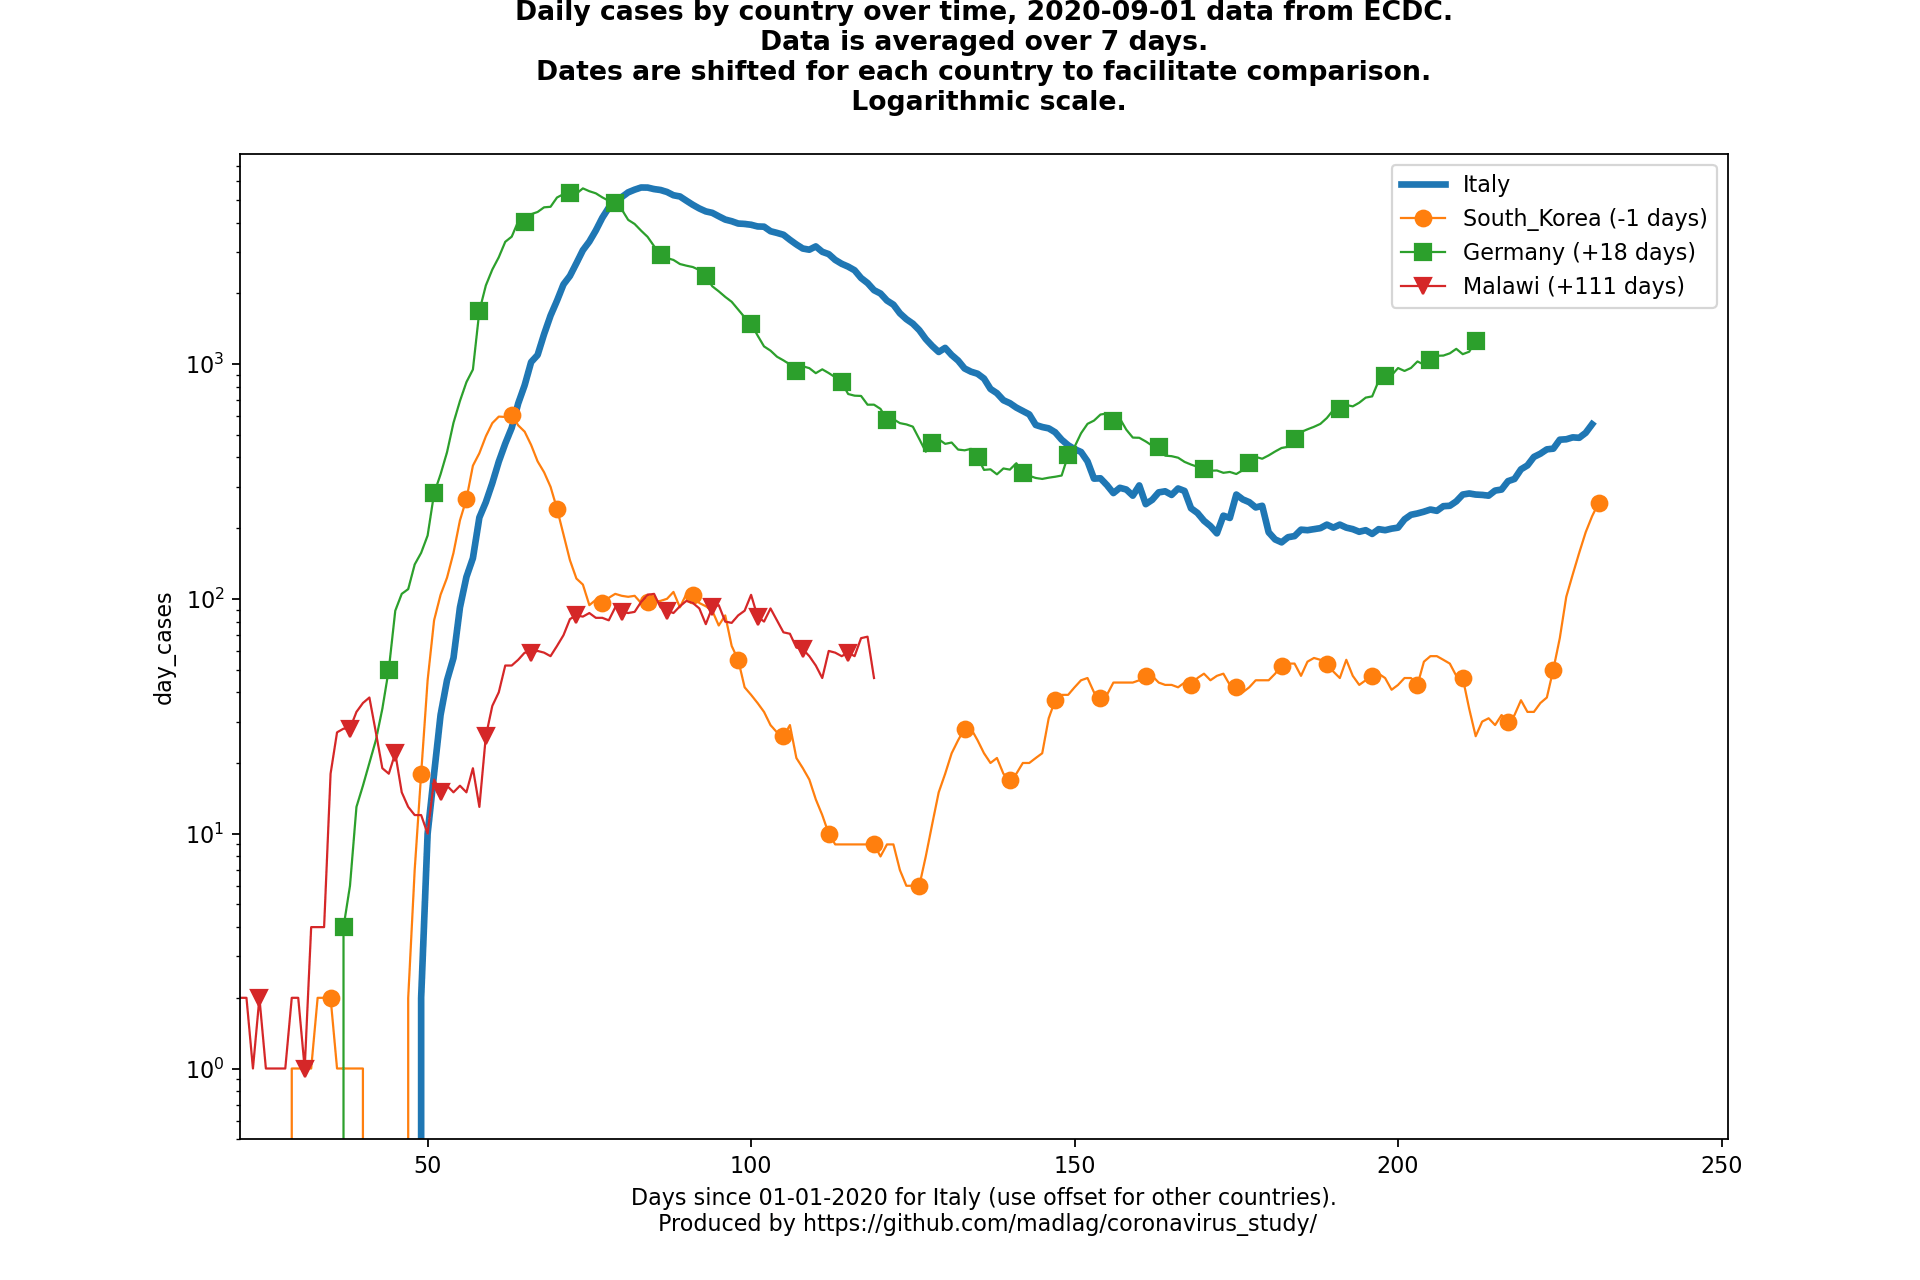 Daily cases by country over time, 2020-09-01 data from ECDC.
Data is averaged over 7 days.
Dates are shifted for each country to facilitate comparison.
Logarithmic scale.
Italy
South_Korea (-1 days)
Germany (+18 days)
Malawi (+111 days)
day_cases
10³
10²
10¹
10⁰
50 100 150 200 250
Days since 01-01-2020 for Italy (use offset for other countries).
Produced by https://github.com/madlag/coronavirus_study/